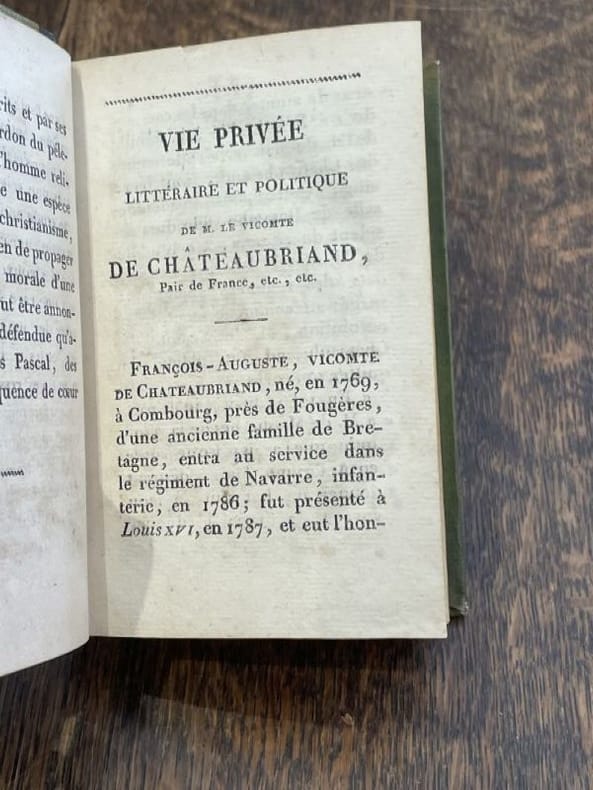 rits et par ses
rdon du péle-
l'homme reli-
e une espèce
christianisme,
en de propager
morale d'une
ut être annon-
défendue qu'à-
s Pascal, des
quence de cœur
VIE PRIVÉE
LITTÉRAIRE ET POLITIQUE
DE M. LE VICOMTE
DE CHÂTEAUBRIAND,
Pair de France, etc., etc.
FRANÇOIS-AUGUSTE, VICOMTE
DE CHATEAUBRIAND, né, en 1769,
à Combourg, près de Fougères,
d'une ancienne famille de Bre-
tagne, entra au service dans
le régiment de Navarre, infan-
terie, en 1786; fut présenté à
Louis XVI, en 1787, et eut l'hon-